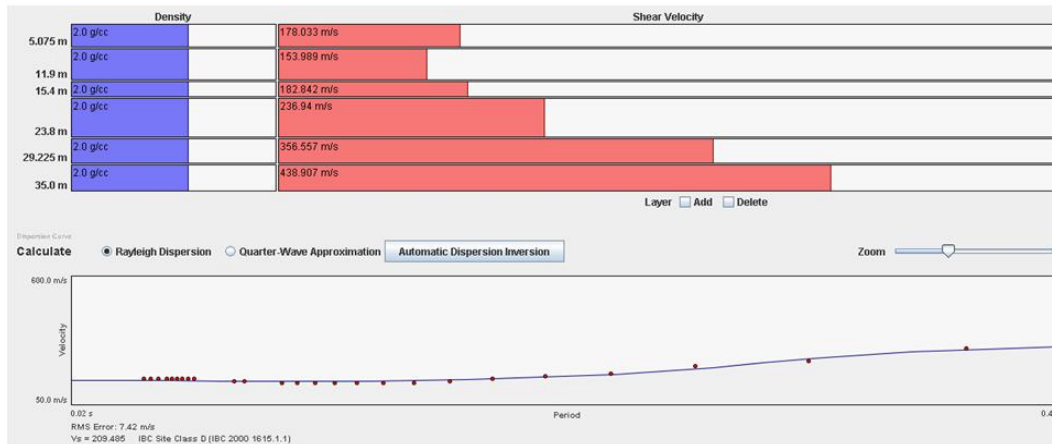 Density Shear Velocity
2.0 g/cc 178.033 m/s
5.075 m
2.0 g/cc 153.989 m/s
11.9 m
2.0 g/cc 182.842 m/s
15.4 m
2.0 g/cc 236.94 m/s
23.8 m
2.0 g/cc 356.557 m/s
29.225 m
2.0 g/cc 438.907 m/s
35.0 m
Layer Add Delete
Dispersion Curve
Calculate Rayleigh Dispersion Quarter-Wave Approximation Automatic Dispersion Inversion Zoom
600.0 m/s
Velocity
50.0 m/s
0.02 s Period 0.4
RMS Error: 7.42 m/s
Vs = 209.485 IBC Site Class D (IBC 2000 1615.1.1)